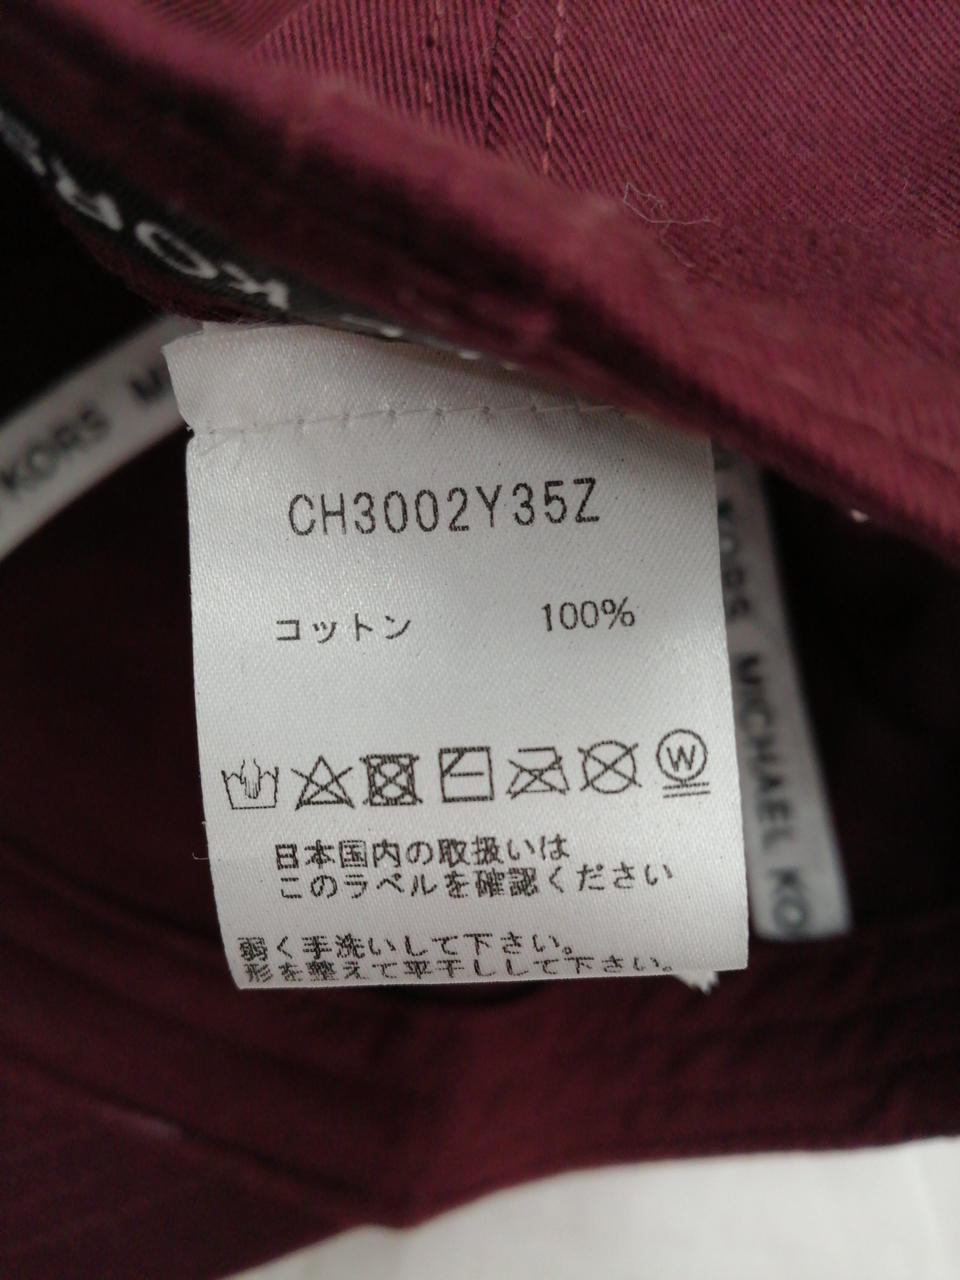 KORS
KORS M
CH3002Y35Z
コットン 100%
W
日本国内の取扱いは
このラベルを確認ください
弱く手洗いして下さい。
形を整えて平干しして下さい。
KORS MICHAEL KO